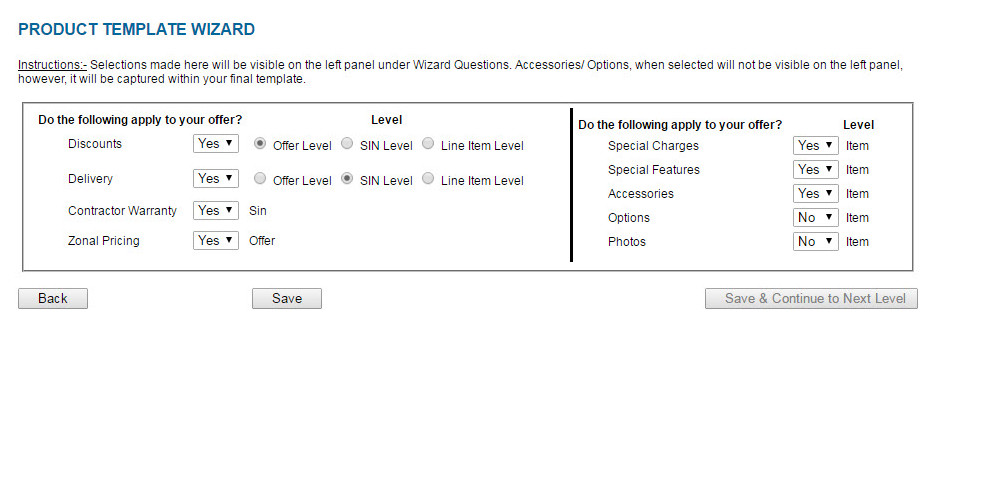 PRODUCT TEMPLATE WIZARD
Instructions:- Selections made here will be visible on the left panel under Wizard Questions. Accessories/ Options, when selected will not be visible on the left panel,
however, it will be captured within your final template.
Do the following apply to your offer? Level
Discounts Yes Offer Level SIN Level Line Item Level
Delivery Yes Offer Level SIN Level Line Item Level
Contractor Warranty Yes Sin
Zonal Pricing Yes Offer
Do the following apply to your offer? Level
Special Charges Yes Item
Special Features Yes Item
Accessories Yes Item
Options No Item
Photos No Item
Back Save Save & Continue to Next Level